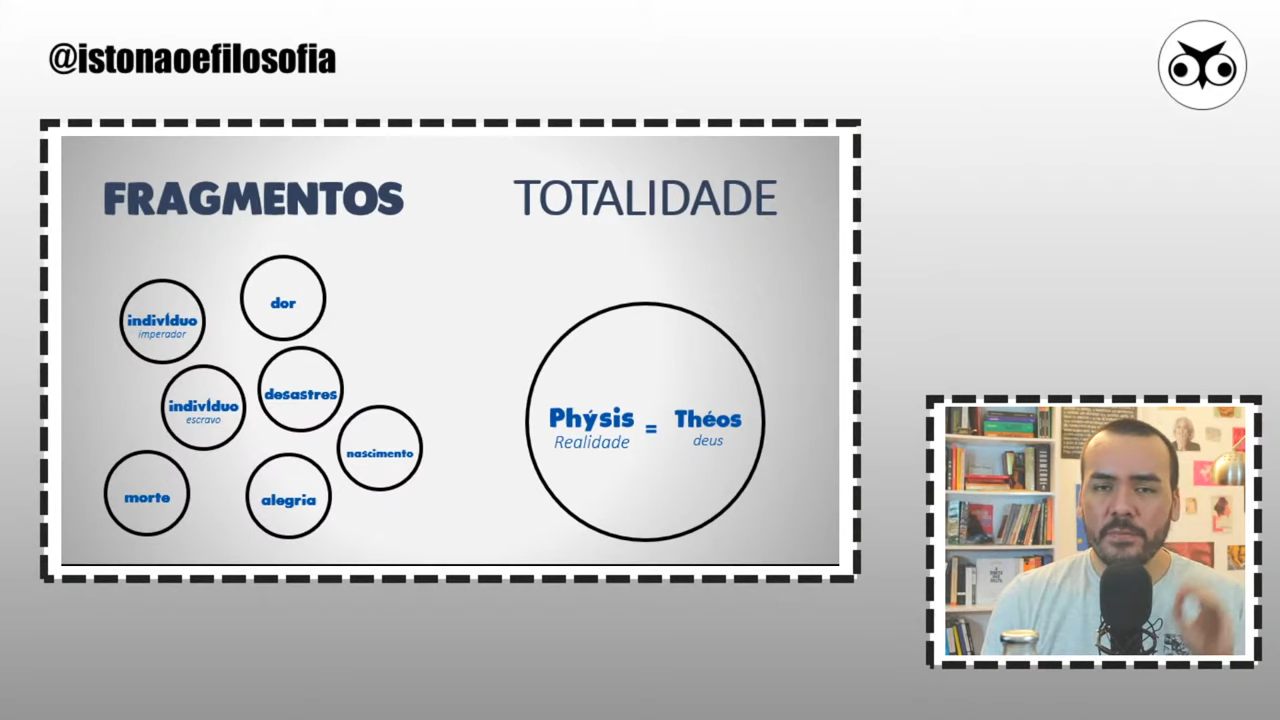 @istonaoefilosofia
FRAGMENTOS
TOTALIDADE
indivíduo
imperador
dor
indivíduo
escravo
desastres
nascimento
morte
alegria
Phýsis = Théos
Realidade
deus